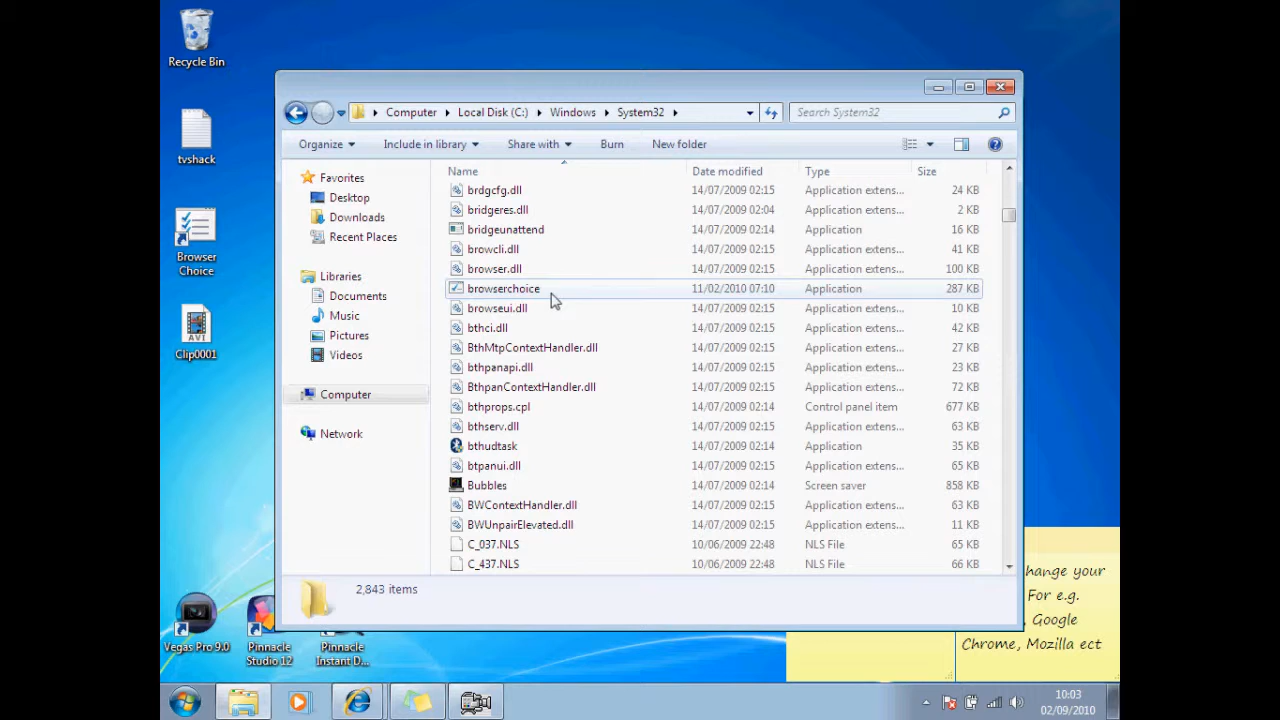 Recycle Bin
tvshack
Browser
Choice
Clip0001
Vegas Pro 9.0
Pinnacle
Studio 12
Pinnacle
Instant D...
Computer
Local Disk (C:)
Windows
System32
Search System32
Organize
Include in library
Share with
Burn
New folder
Favorites
Desktop
Downloads
Recent Places
Libraries
Documents
Music
Pictures
Videos
Computer
Network
Name Date modified Type Size
brdgcfg.dll 14/07/2009 02:15 Application extens... 24 KB
bridgeres.dll 14/07/2009 02:04 Application extens... 2 KB
bridgeunattend 14/07/2009 02:14 Application 16 KB
browcli.dll 14/07/2009 02:15 Application extens... 41 KB
browser.dll 14/07/2009 02:15 Application extens... 100 KB
browserchoice 11/02/2010 07:10 Application 287 KB
browseui.dll 14/07/2009 02:15 Application extens... 10 KB
bthci.dll 14/07/2009 02:15 Application extens... 42 KB
BthMtpContextHandler.dll 14/07/2009 02:15 Application extens... 27 KB
bthpanapi.dll 14/07/2009 02:15 Application extens... 23 KB
BthpanContextHandler.dll 14/07/2009 02:15 Application extens... 72 KB
bthprops.cpl 14/07/2009 02:14 Control panel item 677 KB
bthserv.dll 14/07/2009 02:15 Application extens... 63 KB
bthudtask 14/07/2009 02:14 Application 35 KB
btpanui.dll 14/07/2009 02:15 Application extens... 65 KB
Bubbles 14/07/2009 02:14 Screen saver 858 KB
BWContextHandler.dll 14/07/2009 02:15 Application extens... 63 KB
BWUnpairElevated.dll 14/07/2009 02:15 Application extens... 11 KB
C_037.NLS 10/06/2009 22:48 NLS File 65 KB
C_437.NLS 10/06/2009 22:48 NLS File 66 KB
2,843 items
hange your
For e.g.
, Google
Chrome, Mozilla ect
10:03
02/09/2010